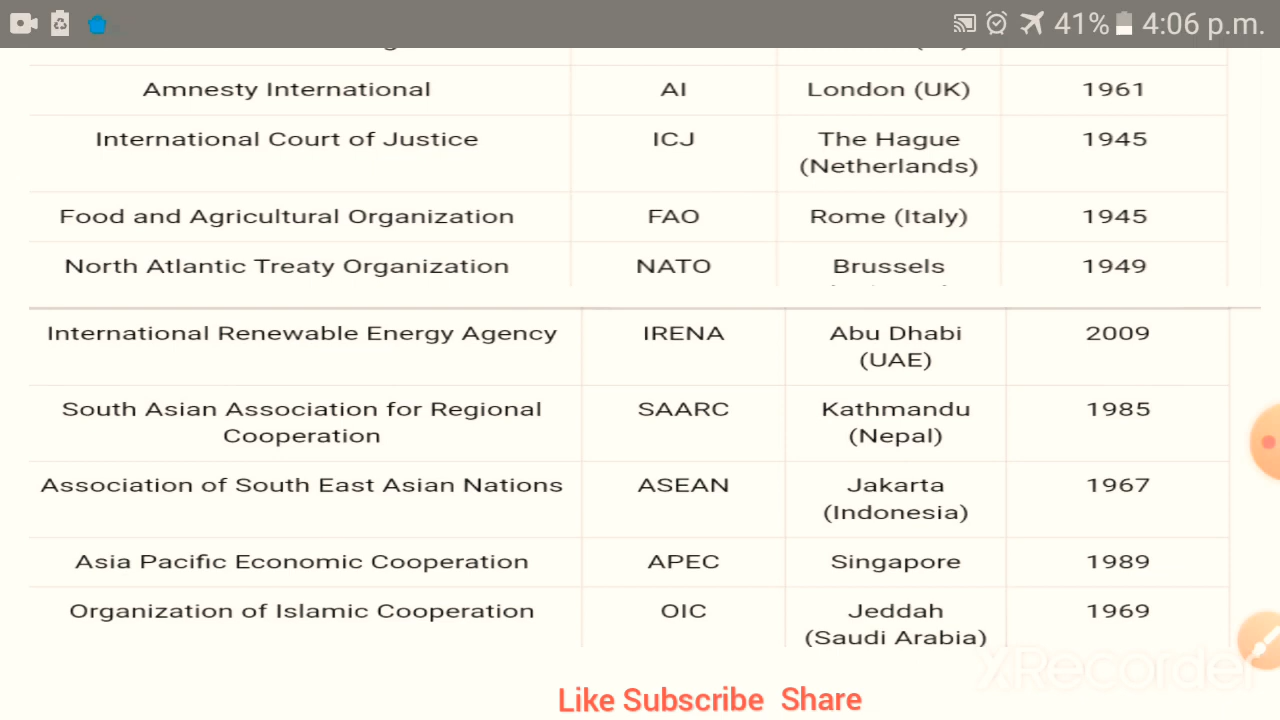 41% 4:06 p.m.
Amnesty International AI London (UK) 1961
International Court of Justice ICJ The Hague 1945
(Netherlands)
Food and Agricultural Organization FAO Rome (Italy) 1945
North Atlantic Treaty Organization NATO Brussels 1949
International Renewable Energy Agency IRENA Abu Dhabi 2009
(UAE)
South Asian Association for Regional SAARC Kathmandu 1985
Cooperation (Nepal)
Association of South East Asian Nations ASEAN Jakarta 1967
(Indonesia)
Asia Pacific Economic Cooperation APEC Singapore 1989
Organization of Islamic Cooperation OIC Jeddah 1969
(Saudi Arabia)
XRecorder
Like Subscribe Share